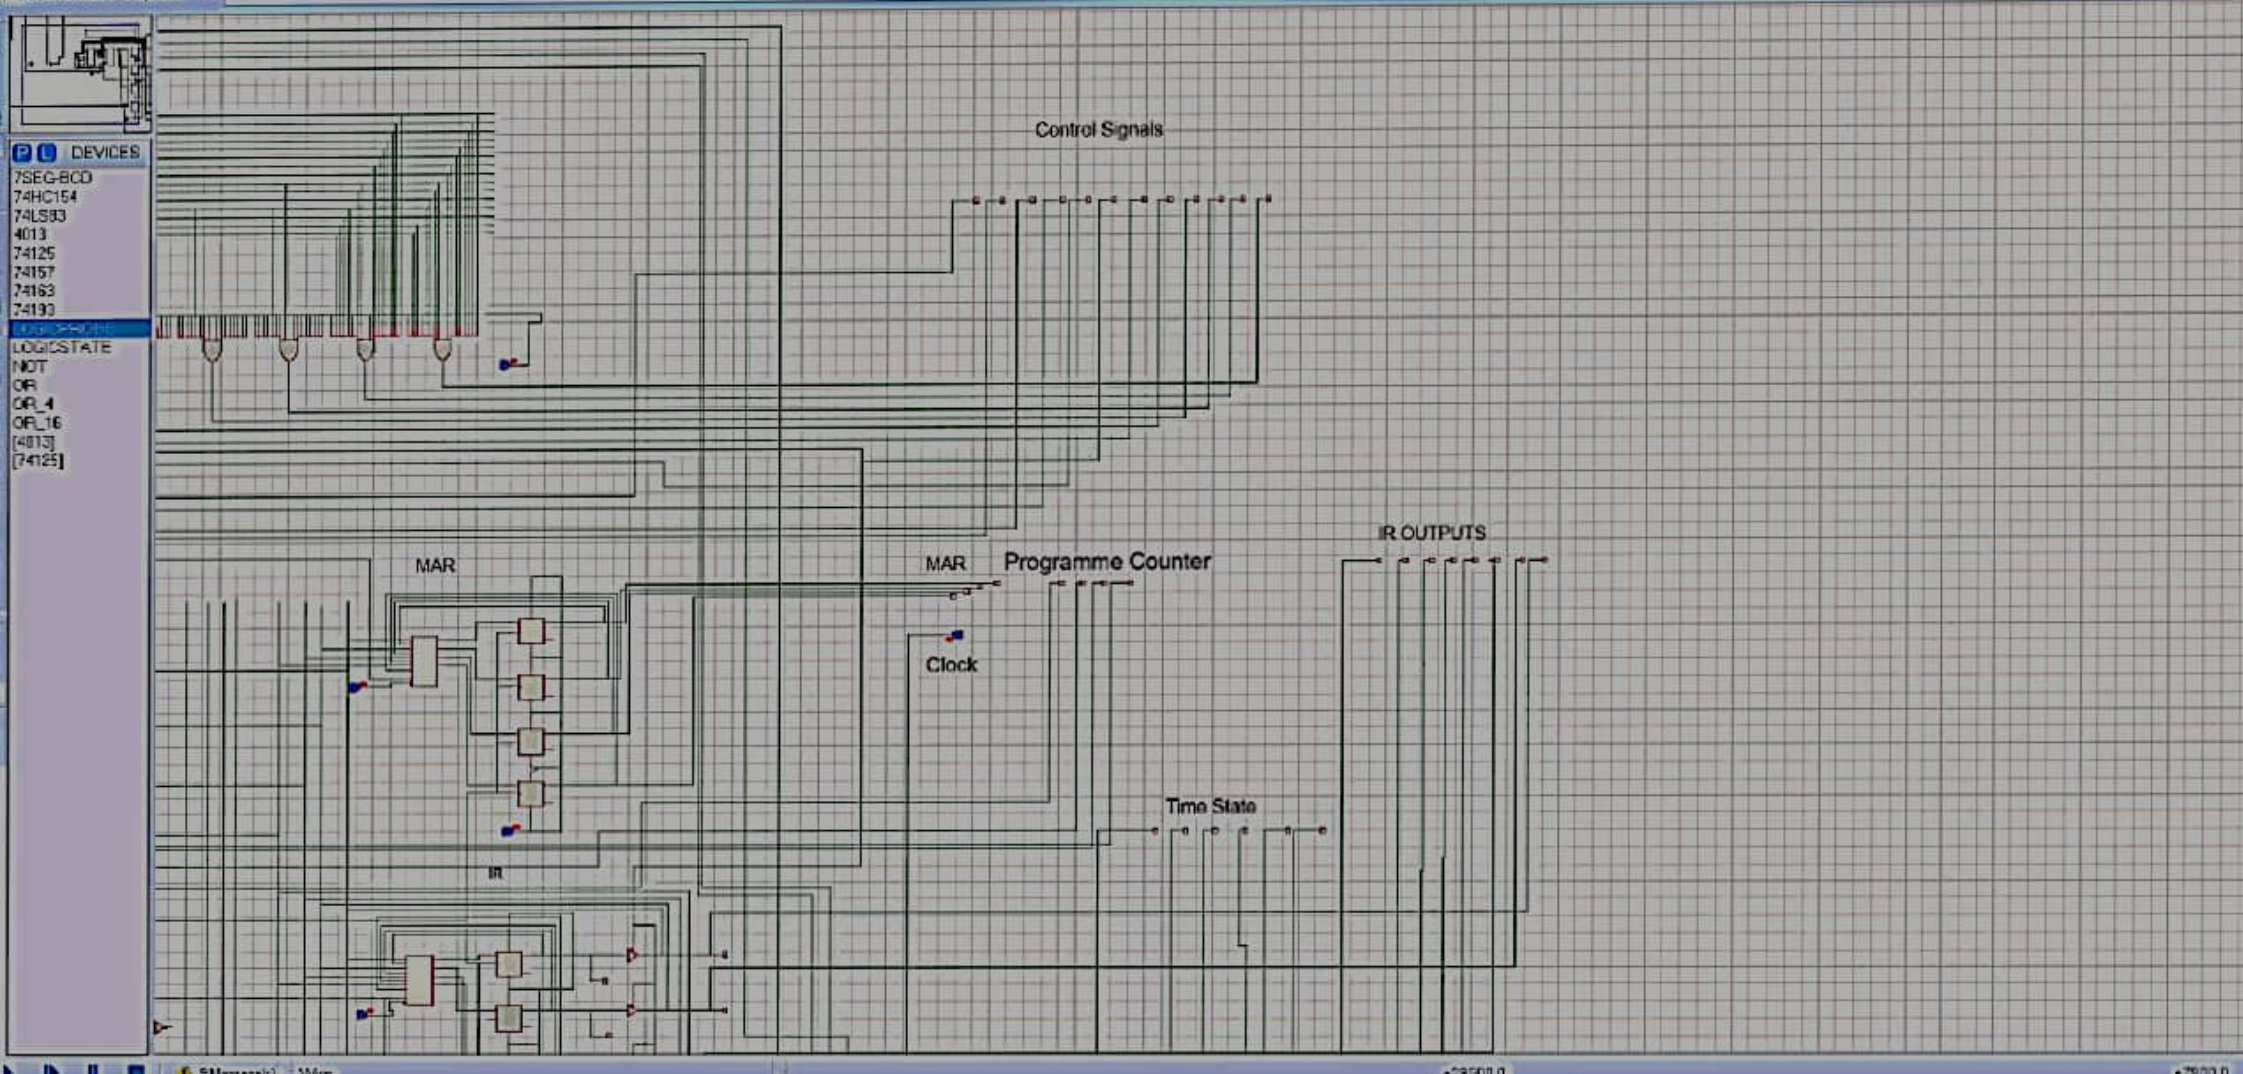 P L DEVICES
7SEG-BCD
74HC154
74LS83
4013
74125
74157
74163
74193
LOGICSTATE
NOT
OR
OR_4
OR_16
[4013]
[74125]
Control Signals
IR OUTPUTS
MAR
MAR
Programme Counter
Clock
Time State
IR